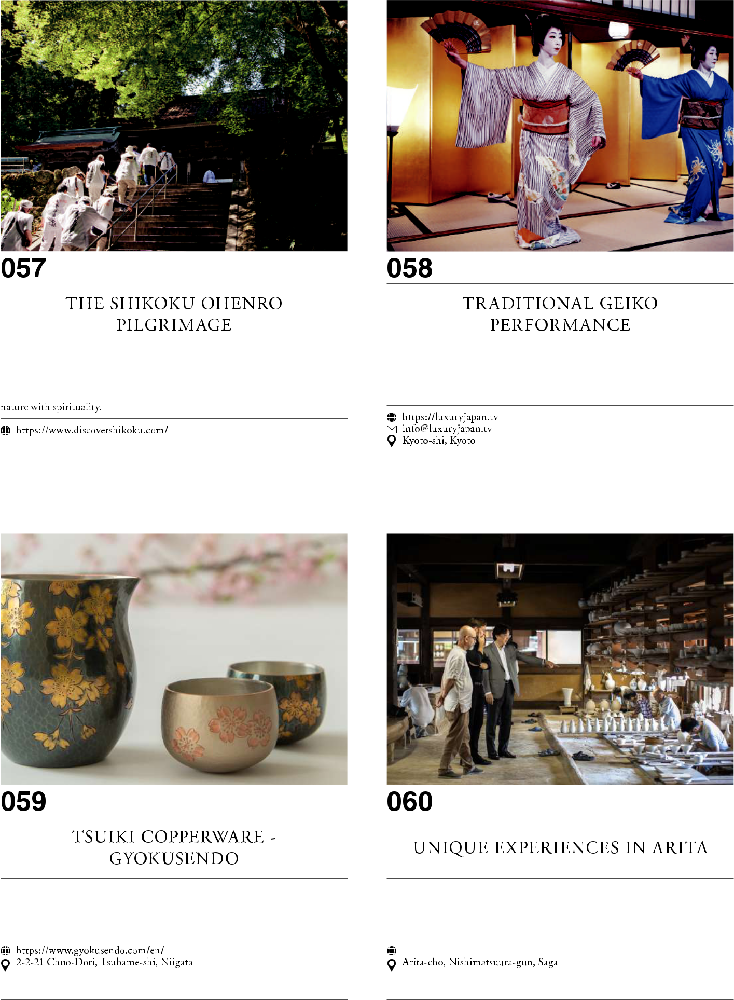 057
THE SHIKOKU OHENRO
PILGRIMAGE
nature with spirituality.
https://www.discovershikoku.com/
058
TRADITIONAL GEIKO
PERFORMANCE
https://luxuryjapan.tv
info@luxuryjapan.tv
Kyoto-shi, Kyoto
059
TSUIKI COPPERWARE -
GYOKUSENDO
https://www.gyokusendo.com/en/
2-2-21 Chuo-Dori, Tsubame-shi, Niigata
060
UNIQUE EXPERIENCES IN ARITA
Arita-cho, Nishimatsuura-gun, Saga